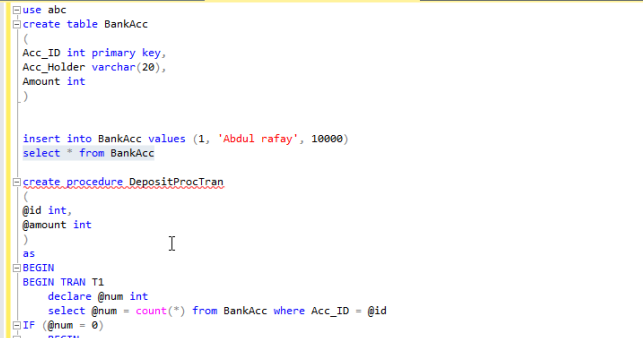 use abc
create table BankAcc
(
Acc_ID int primary key,
Acc_Holder varchar(20),
Amount int
)
insert into BankAcc values (1, 'Abdul rafay', 10000)
select * from BankAcc
create procedure DepositProcTran
(
@id int,
@amount int
)
as
BEGIN
BEGIN TRAN T1
declare @num int
select @num = count(*) from BankAcc where Acc_ID = @id
IF (@num = 0)
BEGIN